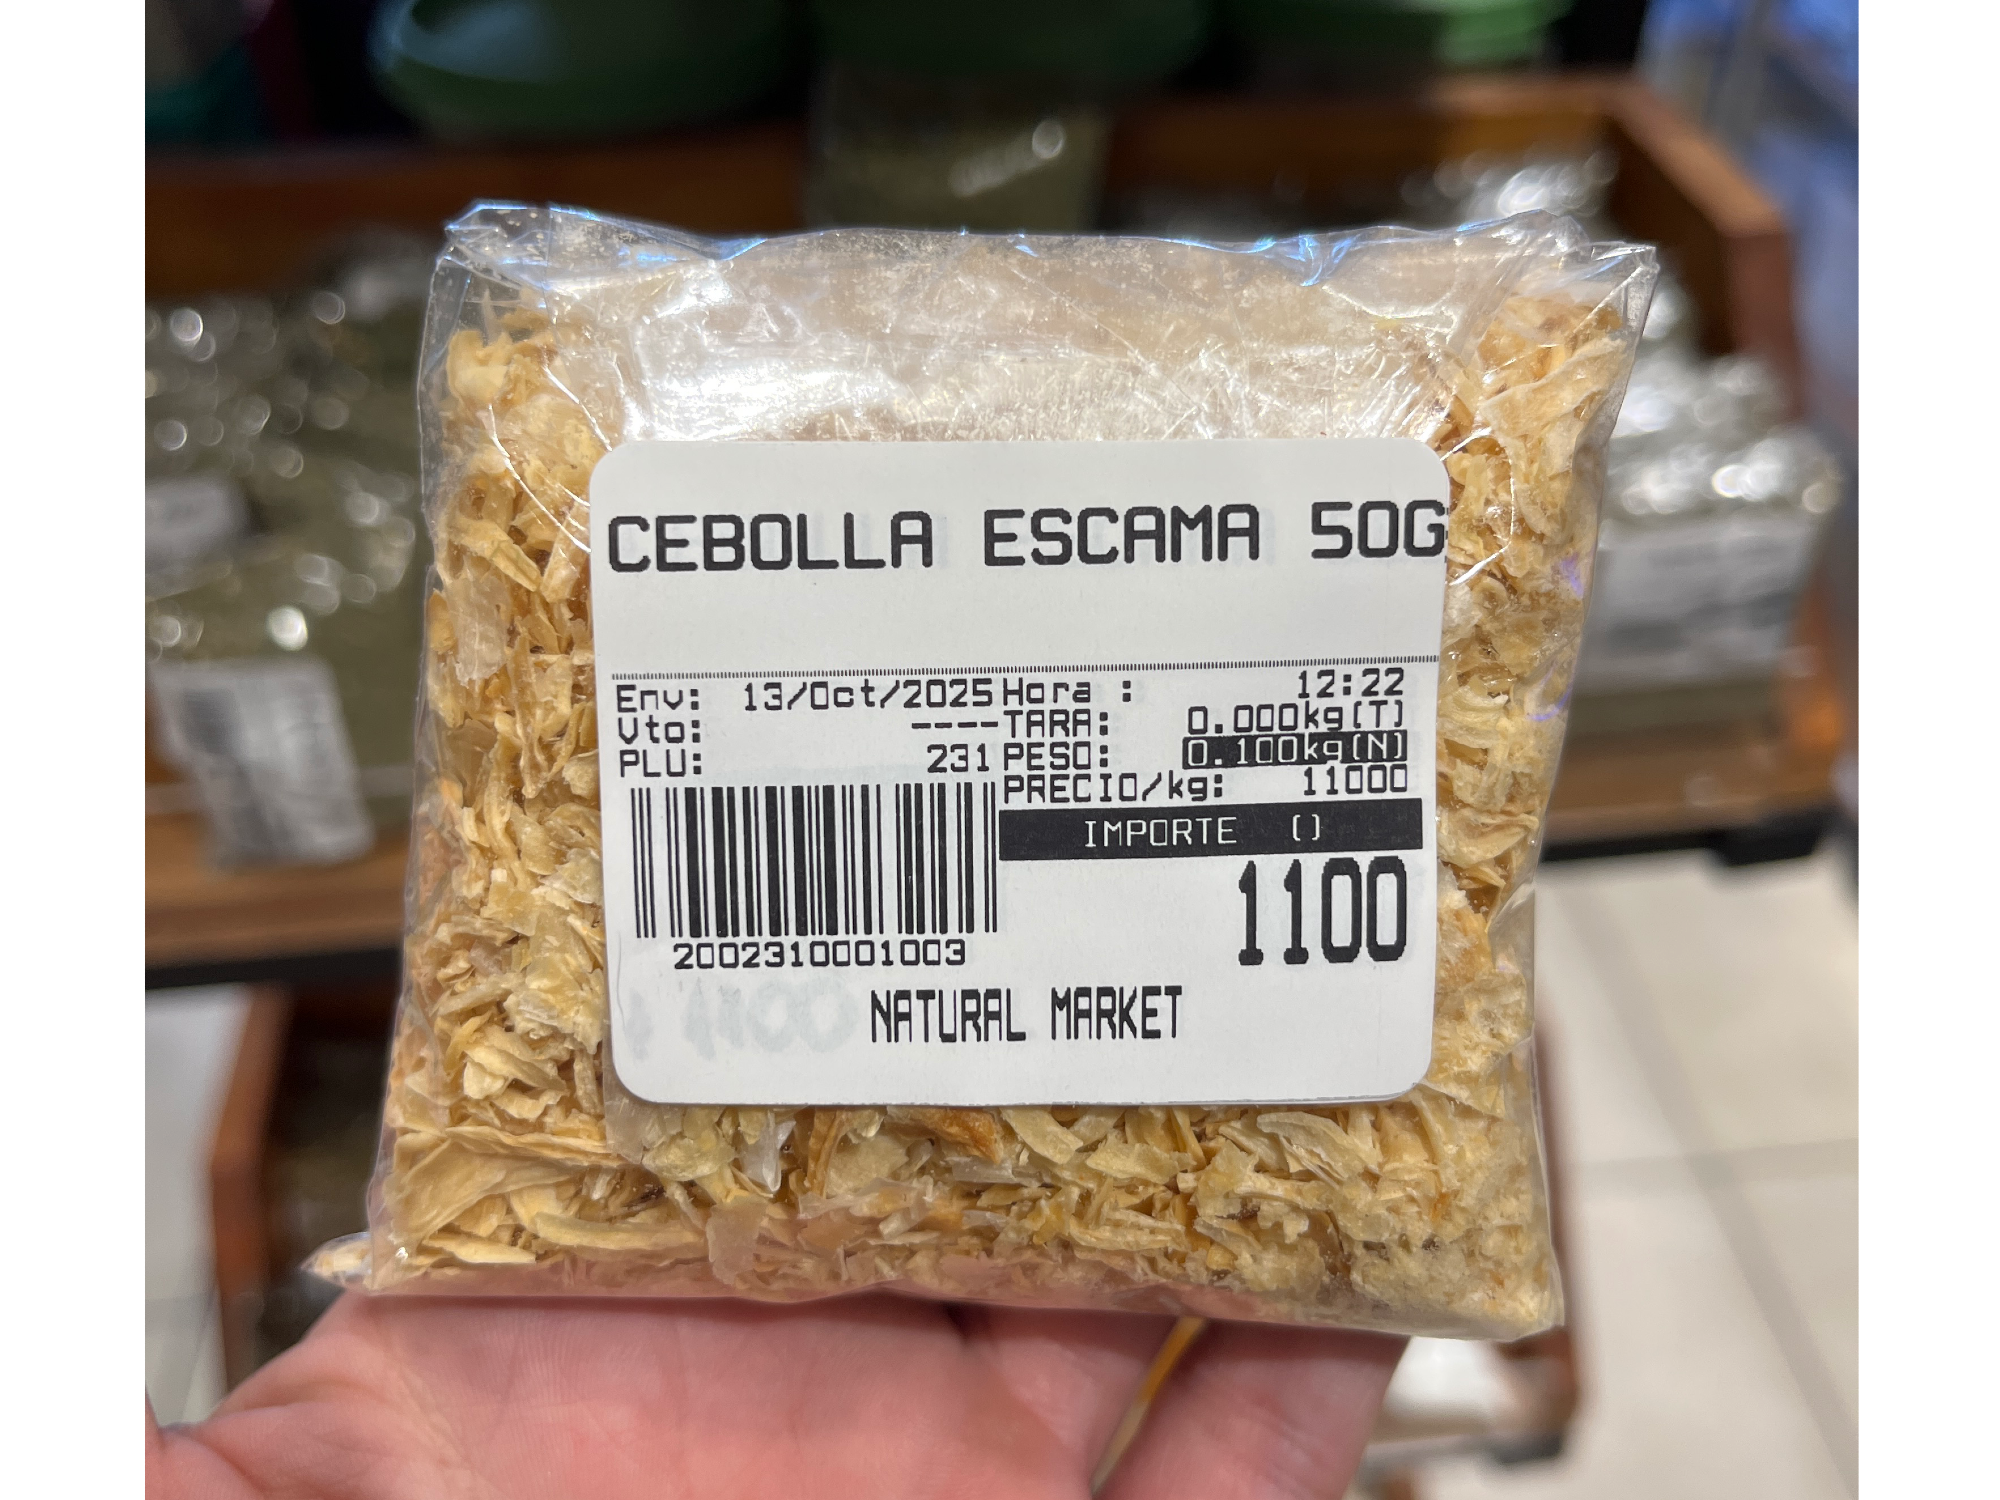 CEBOLLA ESCAMA 50G
Env: 13/Oct/2025 Hora : 12:22
Vto: ---- TARA: 0.000kg(T)
PLU: 231 PESO: 0.100kg(N)
PRECIO/kg: 11000
IMPORTE ()
1100
2002310001003
NATURAL MARKET